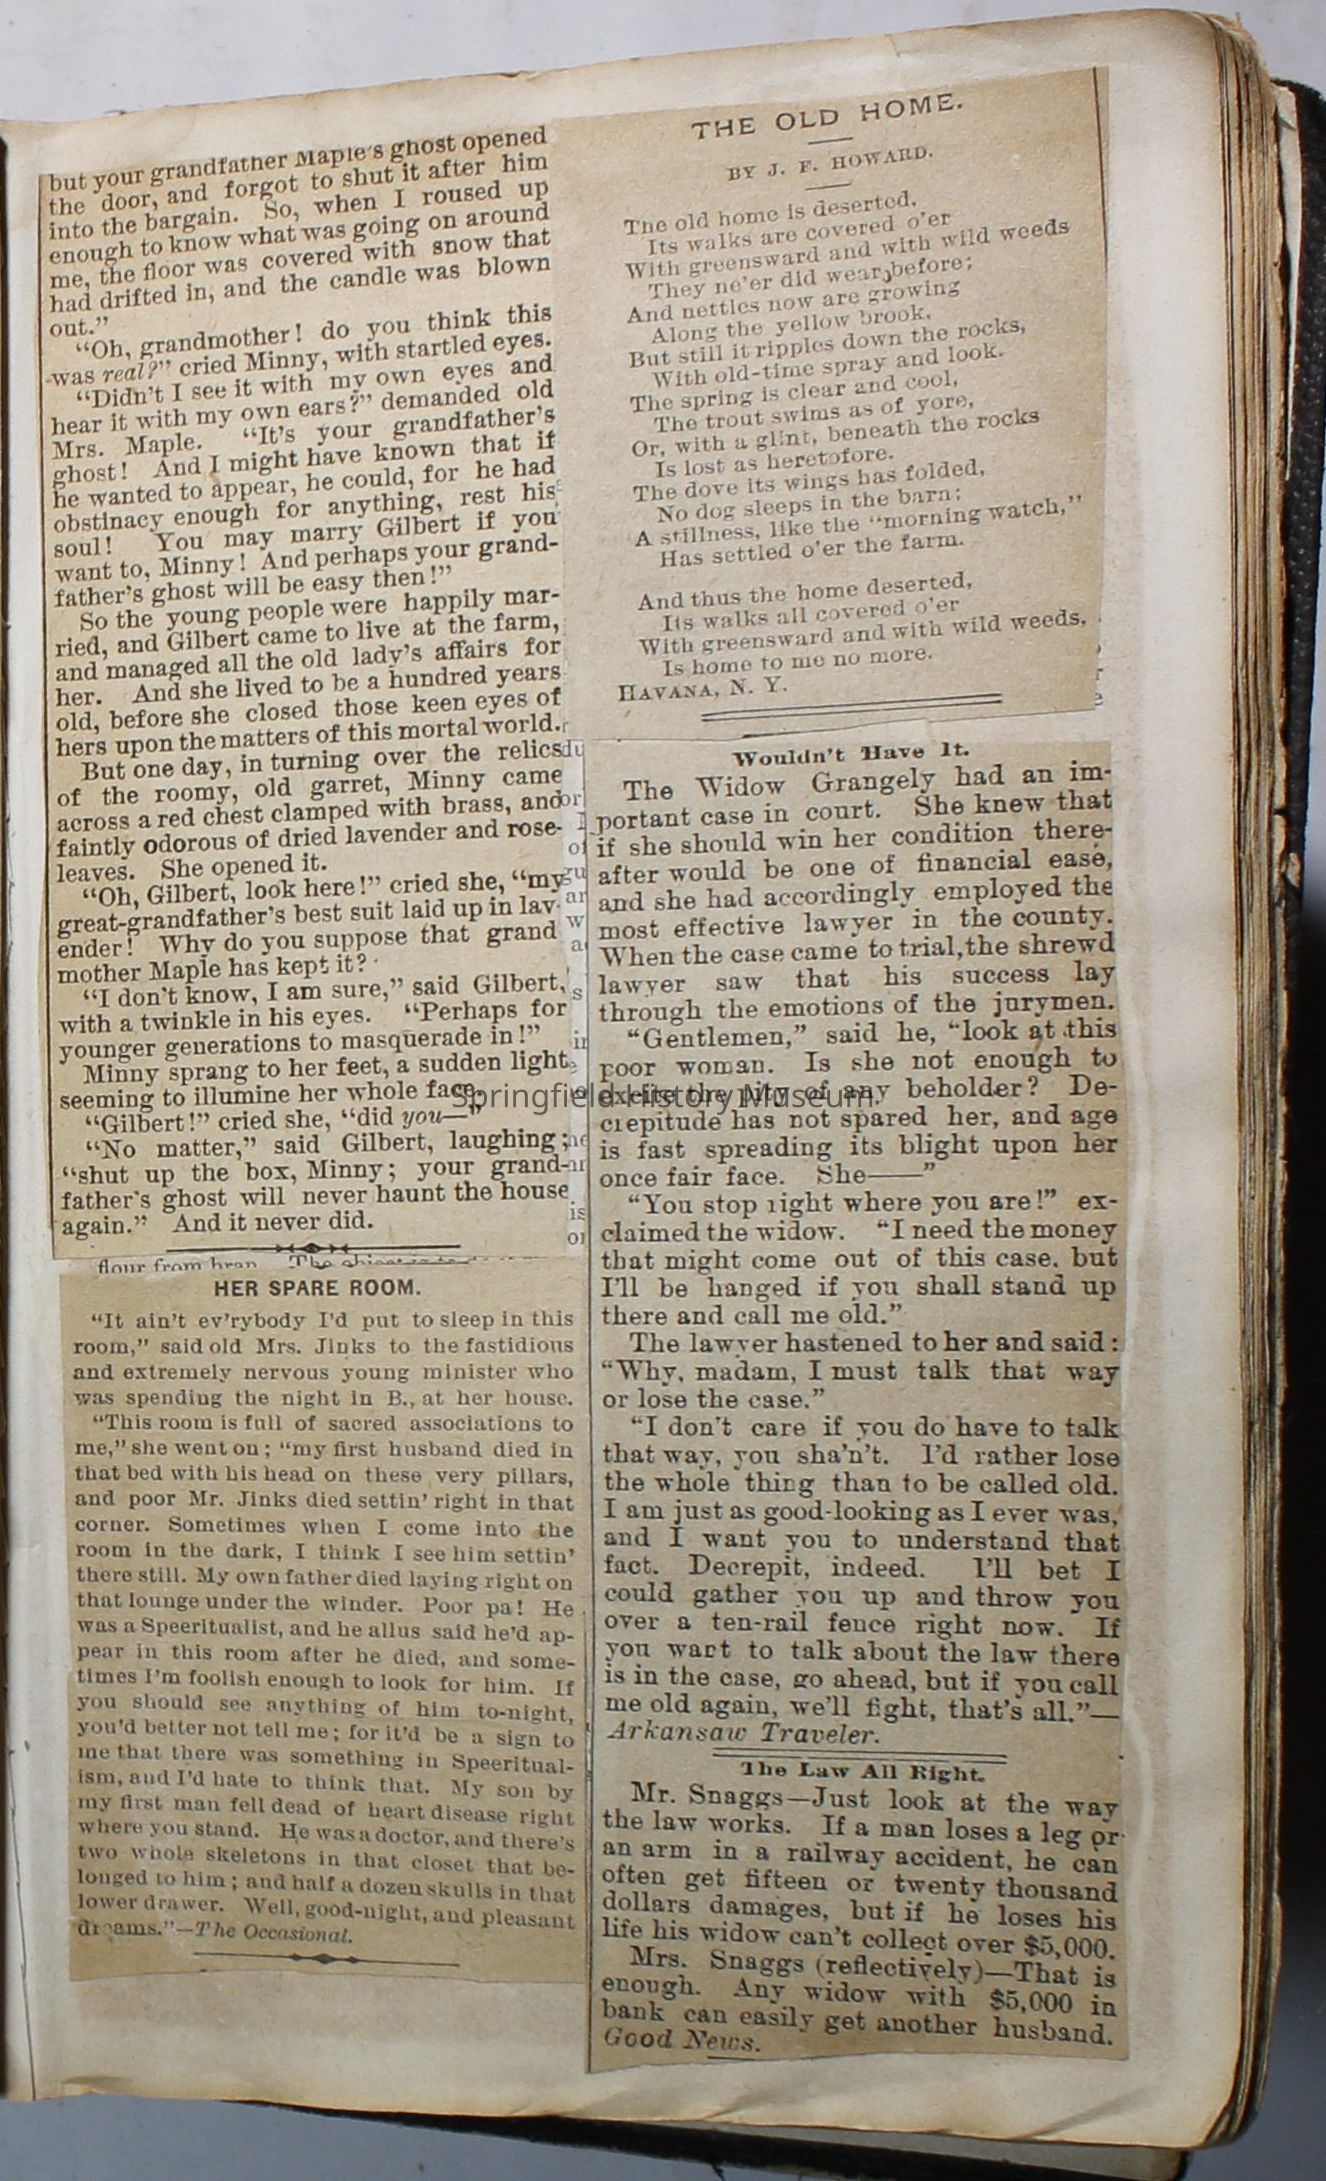 but your grandfather Maple's ghost opened
the door, and forgot to shut it after him
into the bargain. So, when I roused up
enough to know what was going on around
me, the floor was covered with snow that
had drifted in, and the candle was blown
out."
"Oh, grandmother! do you think this
was real?" cried Minny, with startled eyes.
"Didn't I see it with my own eyes and
hear it with my own ears?" demanded old
Mrs. Maple. "It's your grandfather's
ghost! And I might have known that if
he wanted to appear, he could, for he had
obstinacy enough for anything, rest his
soul! You may marry Gilbert if you
want to, Minny! And perhaps your grand-
father's ghost will be easy then!"
So the young people were happily mar-
ried, and Gilbert came to live at the farm,
and managed all the old lady's affairs for
her. And she lived to be a hundred years
old, before she closed those keen eyes of
hers upon the matters of this mortal world.
But one day, in turning over the relics
of the roomy, old garret, Minny came
across a red chest clamped with brass, and
faintly odorous of dried lavender and rose-
leaves. She opened it.
"Oh, Gilbert, look here!" cried she, "my
great-grandfather's best suit laid up in lav-
ender! Why do you suppose that grand
mother Maple has kept it?
"I don't know, I am sure," said Gilbert,
with a twinkle in his eyes. "Perhaps for
younger generations to masquerade in!"
Minny sprang to her feet, a sudden light
seeming to illumine her whole face.
"Gilbert!" cried she, "did you—"
"No matter," said Gilbert, laughing;
"shut up the box, Minny; your grand-
father's ghost will never haunt the house
again." And it never did.
flour from bran
HER SPARE ROOM.
"It ain't ev'rybody I'd put to sleep in this
room," said old Mrs. Jinks to the fastidious
and extremely nervous young minister who
was spending the night in B., at her house.
"This room is full of sacred associations to
me," she went on; "my first husband died in
that bed with his head on these very pillars,
and poor Mr. Jinks died settin' right in that
corner. Sometimes when I come into the
room in the dark, I think I see him settin'
there still. My own father died laying right on
that lounge under the winder. Poor pa! He
was a Speeritualist, and he allus said he'd ap-
pear in this room after he died, and some-
times I'm foolish enough to look for him. If
you should see anything of him to-night,
you'd better not tell me; for it'd be a sign to
me that there was something in Speeritual-
ism, and I'd hate to think that. My son by
my first man fell dead of heart disease right
where you stand. He was a doctor, and there's
two whole skeletons in that closet that be-
longed to him; and half a dozen skulls in that
lower drawer. Well, good-night, and pleasant
dreams."—The Occasional.
THE OLD HOME.
BY J. F. HOWARD.
The old home is deserted,
Its walks are covered o'er
With greensward and with wild weeds
They ne'er did wear before;
And nettles now are growing
Along the yellow brook,
But still it ripples down the rocks,
With old-time spray and look.
The spring is clear and cool,
The trout swims as of yore,
Or, with a glint, beneath the rocks
Is lost as heretofore.
The dove its wings has folded,
No dog sleeps in the barn;
A stillness, like the "morning watch,"
Has settled o'er the farm.
And thus the home deserted,
Its walks all covered o'er
With greensward and with wild weeds,
Is home to me no more.
HAVANA, N. Y.
Wouldn't Have It.
The Widow Grangely had an im-
portant case in court. She knew that
if she should win her condition there-
after would be one of financial ease,
and she had accordingly employed the
most effective lawyer in the county.
When the case came to trial, the shrewd
lawyer saw that his success lay
through the emotions of the jurymen.
"Gentlemen," said he, "look at this
poor woman. Is she not enough to
excite the pity of any beholder? De-
crepitude has not spared her, and age
is fast spreading its blight upon her
once fair face. She——"
"You stop right where you are!" ex-
claimed the widow. "I need the money
that might come out of this case, but
I'll be hanged if you shall stand up
there and call me old."
The lawyer hastened to her and said:
"Why, madam, I must talk that way
or lose the case."
"I don't care if you do have to talk
that way, you sha'n't. I'd rather lose
the whole thing than to be called old.
I am just as good-looking as I ever was,
and I want you to understand that
fact. Decrepit, indeed. I'll bet I
could gather you up and throw you
over a ten-rail fence right now. If
you want to talk about the law there
is in the case, go ahead, but if you call
me old again, we'll fight, that's all."—
Arkansaw Traveler.
The Law All Right.
Mr. Snaggs—Just look at the way
the law works. If a man loses a leg or
an arm in a railway accident, he can
often get fifteen or twenty thousand
dollars damages, but if he loses his
life his widow can't collect over $5,000.
Mrs. Snaggs (reflectively)—That is
enough. Any widow with $5,000 in
bank can easily get another husband.
Good News.
Springfield History Museum.